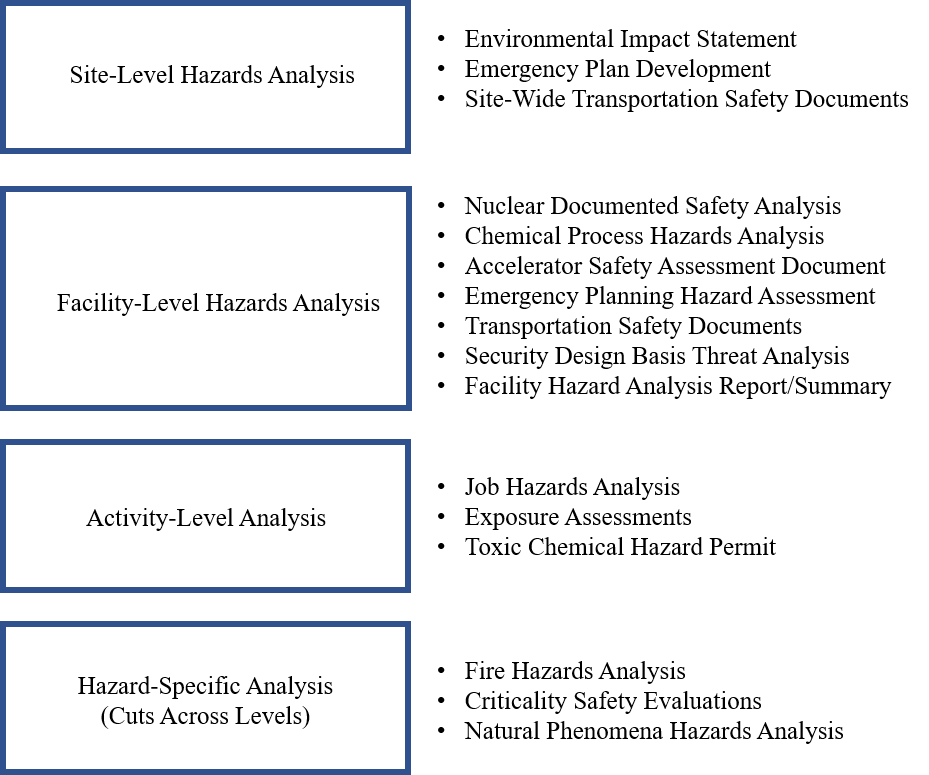 Site-Level Hazards Analysis
• Environmental Impact Statement
• Emergency Plan Development
• Site-Wide Transportation Safety Documents
Facility-Level Hazards Analysis
• Nuclear Documented Safety Analysis
• Chemical Process Hazards Analysis
• Accelerator Safety Assessment Document
• Emergency Planning Hazard Assessment
• Transportation Safety Documents
• Security Design Basis Threat Analysis
• Facility Hazard Analysis Report/Summary
Activity-Level Analysis
• Job Hazards Analysis
• Exposure Assessments
• Toxic Chemical Hazard Permit
Hazard-Specific Analysis
(Cuts Across Levels)
• Fire Hazards Analysis
• Criticality Safety Evaluations
• Natural Phenomena Hazards Analysis